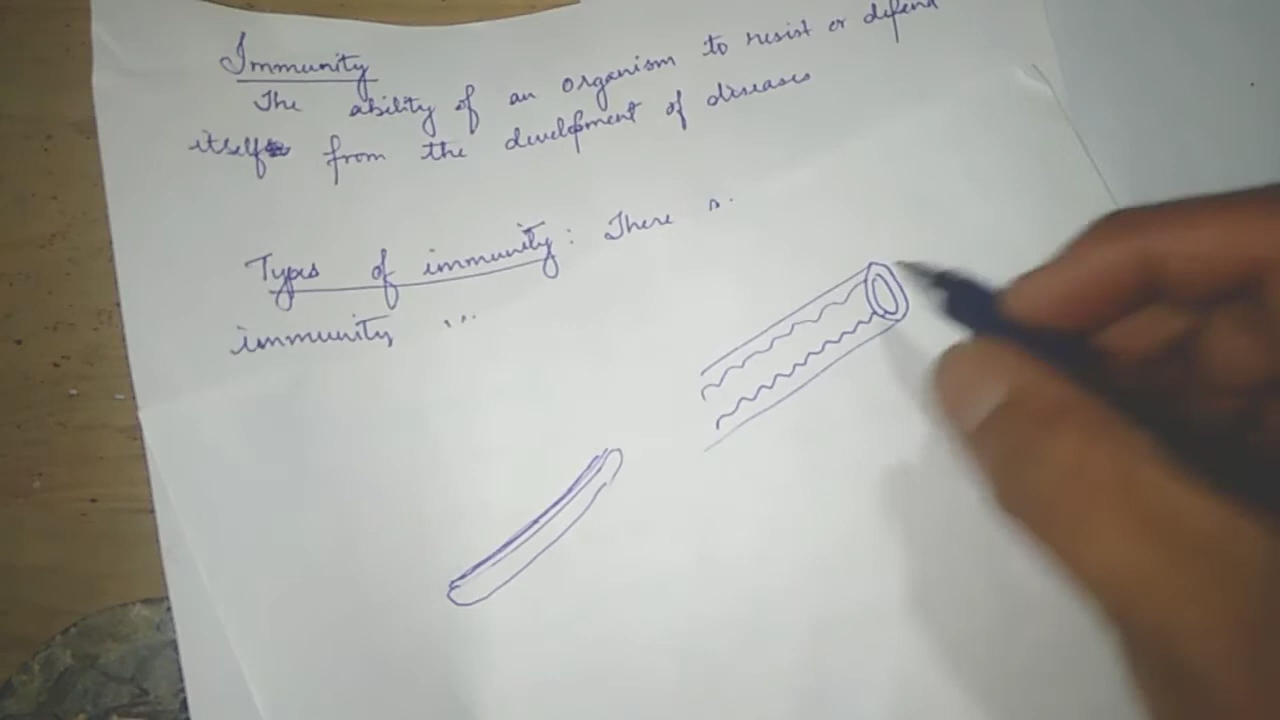 Immunity
The ability of an organism to resist or defend
itself from the development of diseases
Types of immunity: There
immunity ...